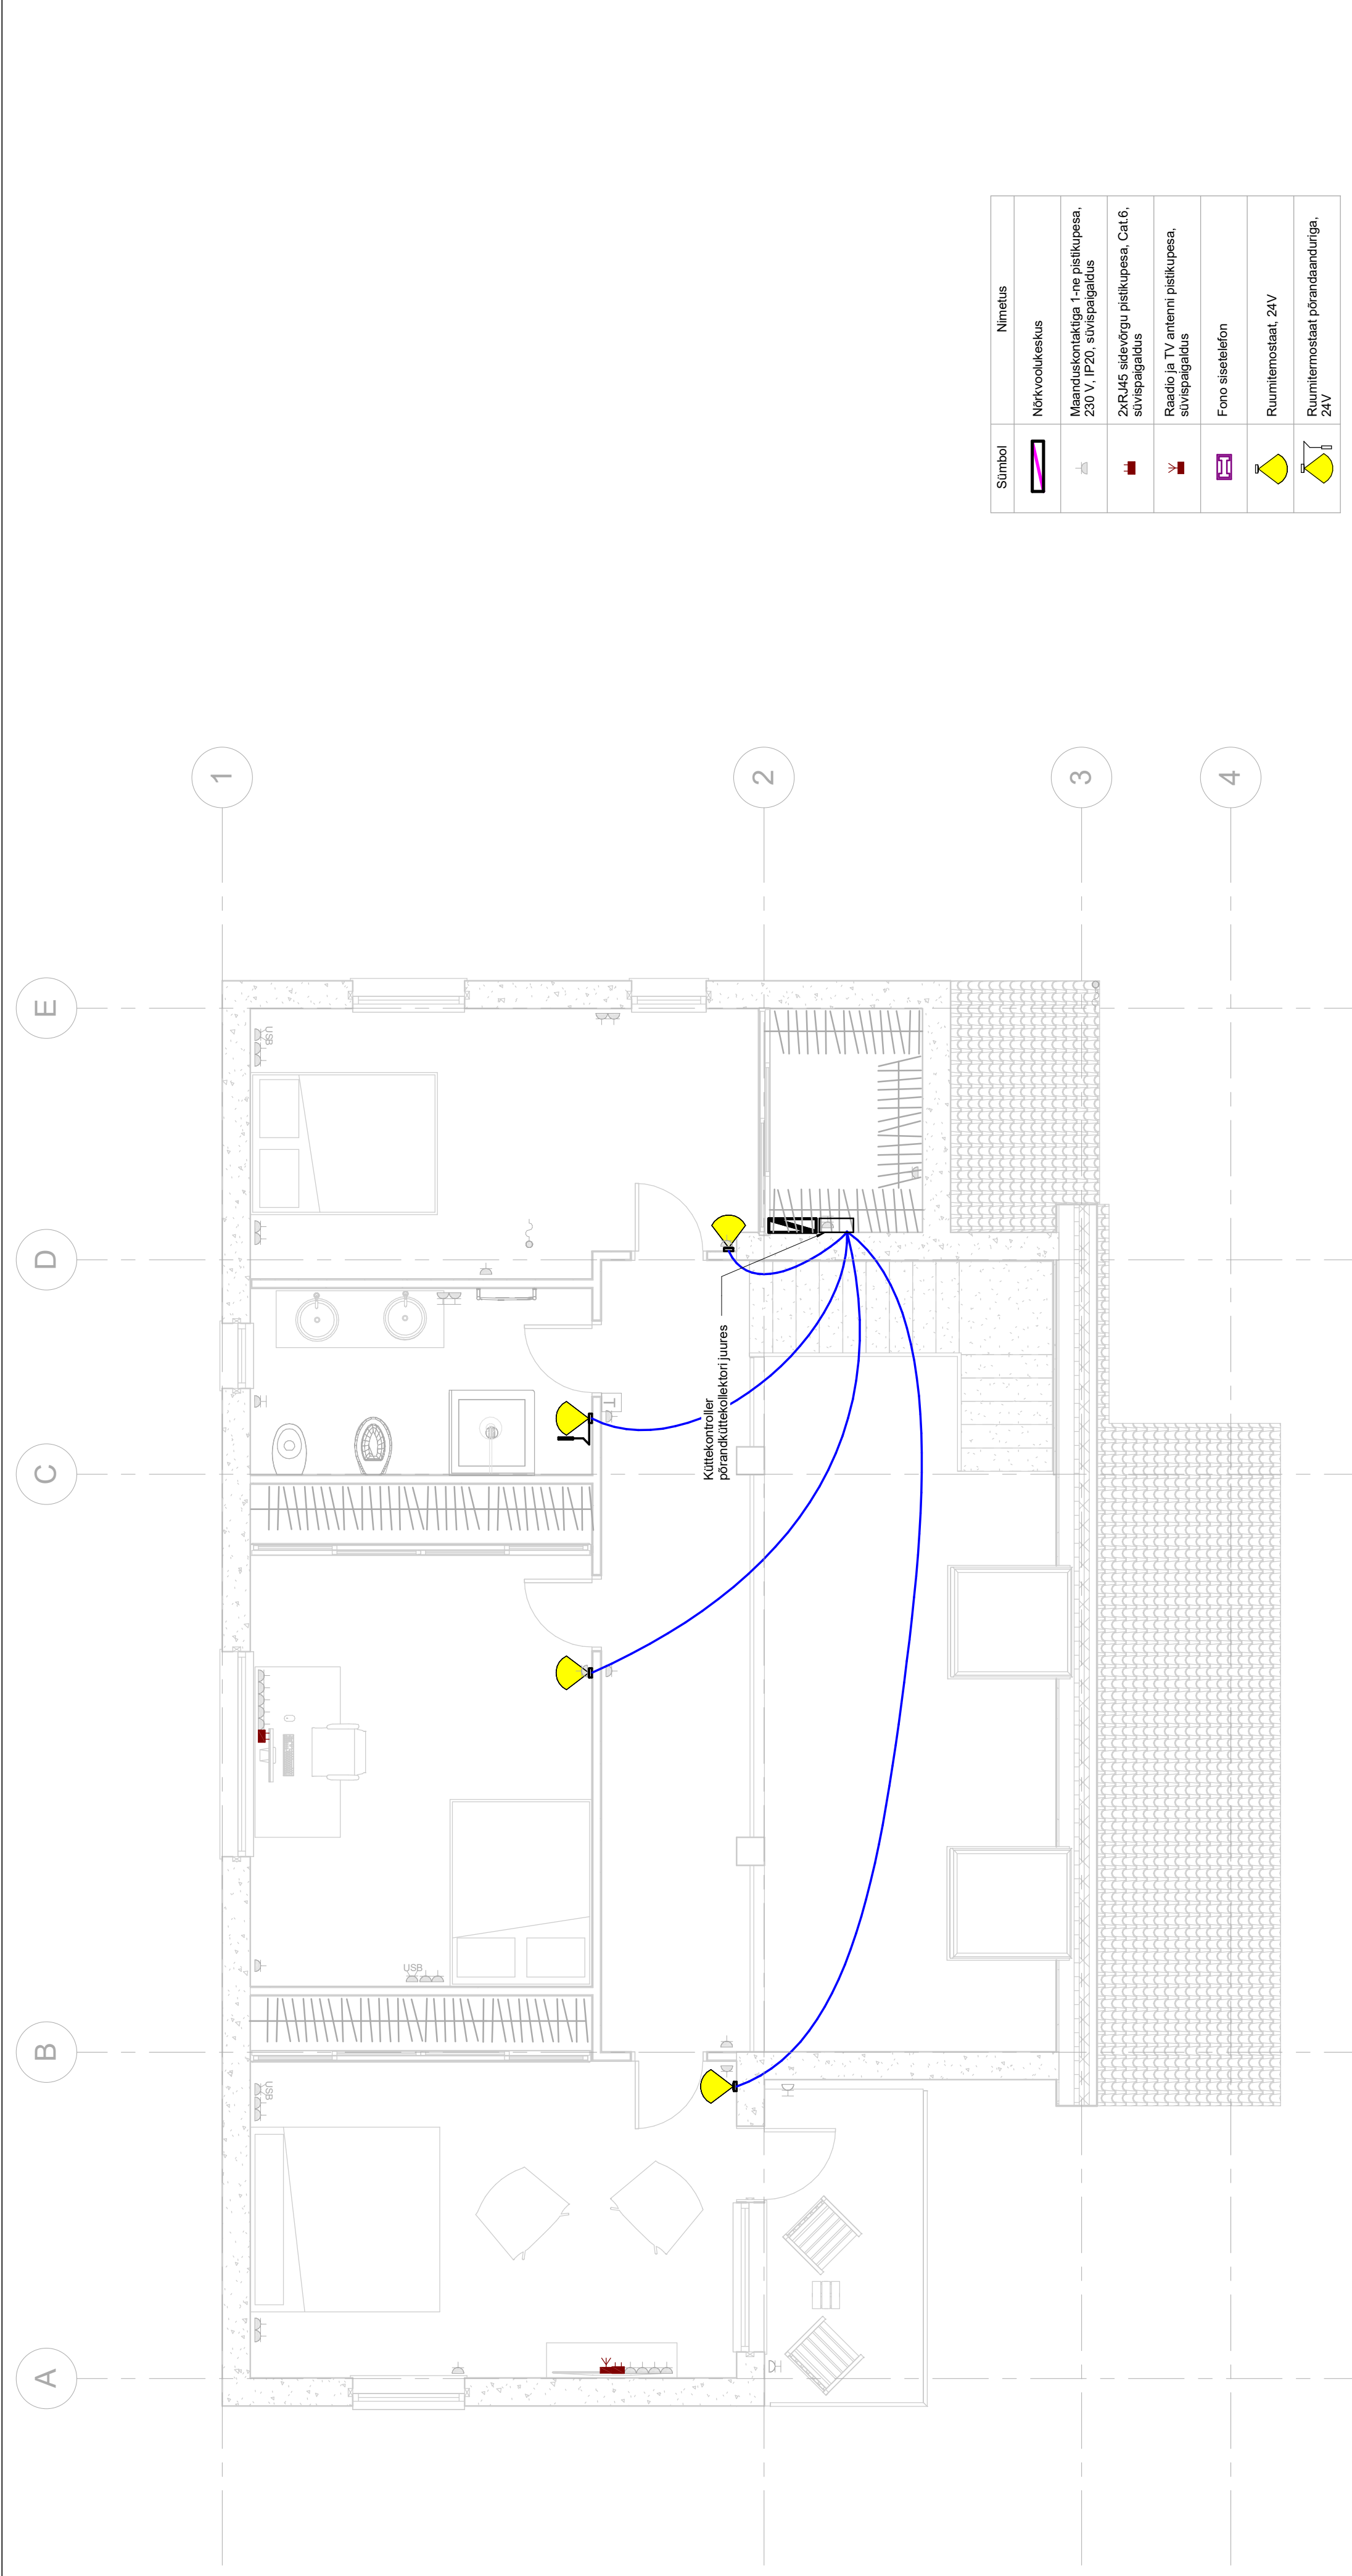 Sümbol
Nimetus
Nõrkvoolukeskus
Maanduskontaktiga 1-ne pistikupesa,
230 V, IP20, süvispaigaldus
2xRJ45 sidevõrgu pistikupesa, Cat.6,
süvispaigaldus
Raadio ja TV antenni pistikupesa,
süvispaigaldus
Fono sisetelefon
Ruumitemostaat, 24V
Ruumitermostaat põrandaanduriga,
24V
1
2
3
4
E
D
C
B
A
USB
USB
USB
T
Küttekontroller
põrandküttekollektori juures